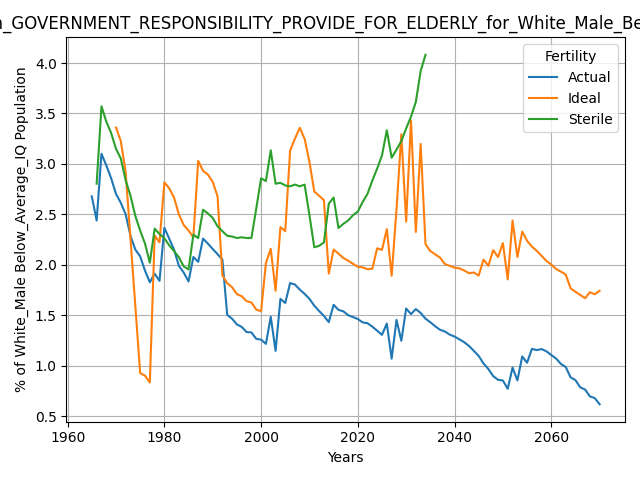 GOVERNMENT_RESPONSIBILITY_PROVIDE_FOR_ELDERLY_for_White_Male_Be
% of White_Male Below_Average_IQ Population
4.0
3.5
3.0
2.5
2.0
1.5
1.0
0.5
Fertility
Actual
Ideal
Sterile
1960
1980
2000
2020
2040
2060
Years